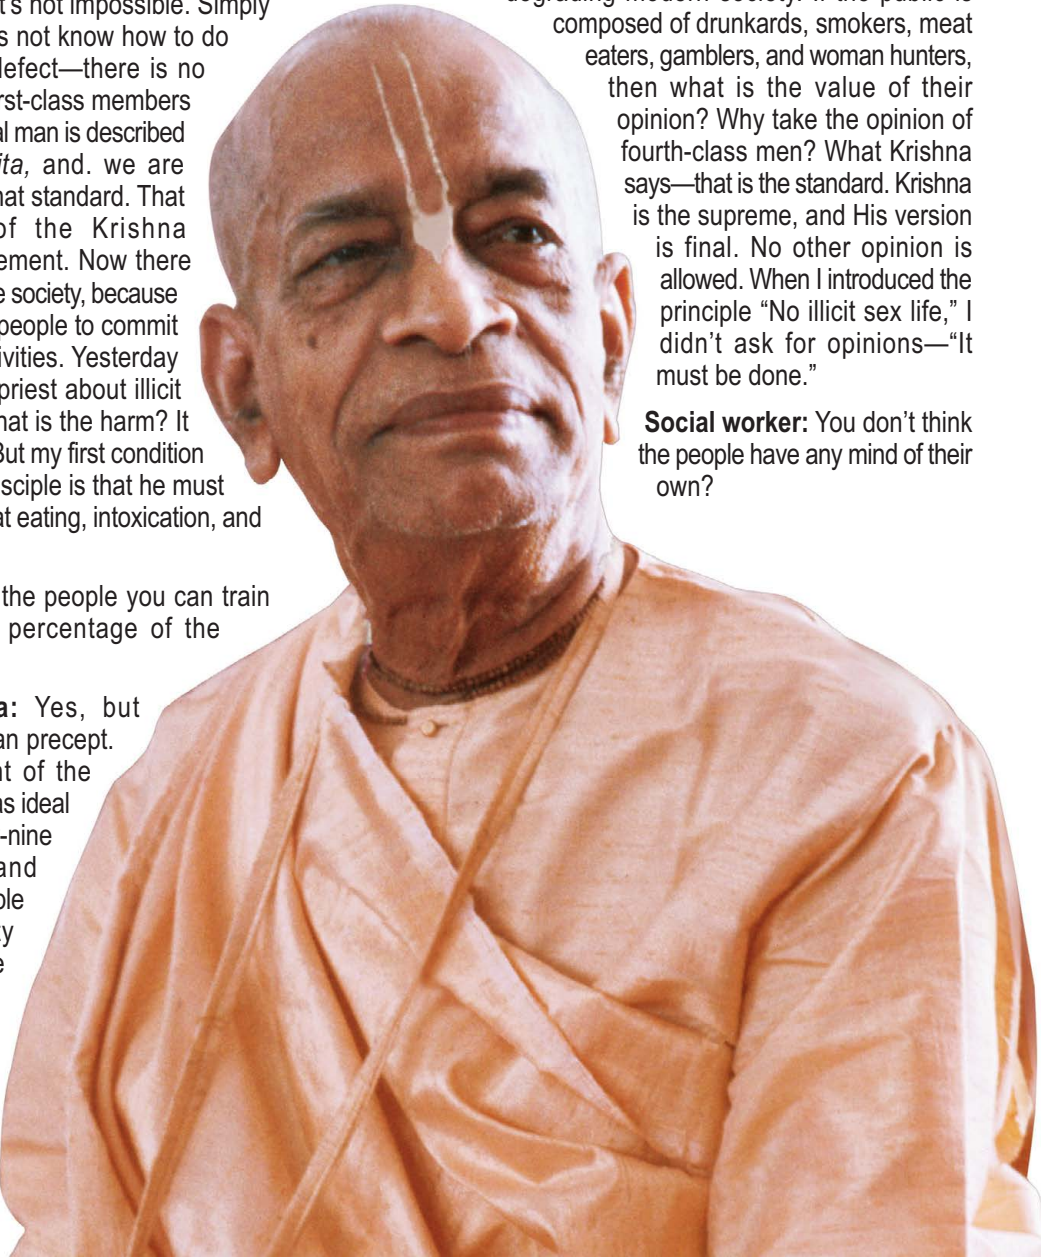 t's not impossible. Simply
s not know how to do
defect—there is no
rst-class members
al man is described
ita, and. we are
hat standard. That
of the Krishna
ement. Now there
e society, because
people to commit
ivities. Yesterday
priest about illicit
hat is the harm? It
But my first condition
sciple is that he must
at eating, intoxication, and
the people you can train
percentage of the
a: Yes, but
an precept.
nt of the
as ideal
-nine
and
ple
ty
e
degrading modern society. If the public is
composed of drunkards, smokers, meat
eaters, gamblers, and woman hunters,
then what is the value of their
opinion? Why take the opinion of
fourth-class men? What Krishna
says—that is the standard. Krishna
is the supreme, and His version
is final. No other opinion is
allowed. When I introduced the
principle “No illicit sex life,” I
didn’t ask for opinions—“It
must be done.”
Social worker: You don’t think
the people have any mind of their
own?